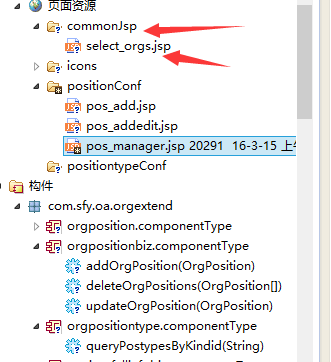 页面资源
commonJsp
select_orgs.jsp
icons
positionConf
pos_add.jsp
pos_addedit.jsp
pos_manager.jsp 20291 16-3-15 上
positiontypeConf
构件
com.sfy.oa.orgextend
orgposition.componentType
orgpositionbiz.componentType
addOrgPosition(OrgPosition)
deleteOrgPositions(OrgPosition[])
updateOrgPosition(OrgPosition)
orgpositiontype.componentType
queryPostypesByKindid(String)